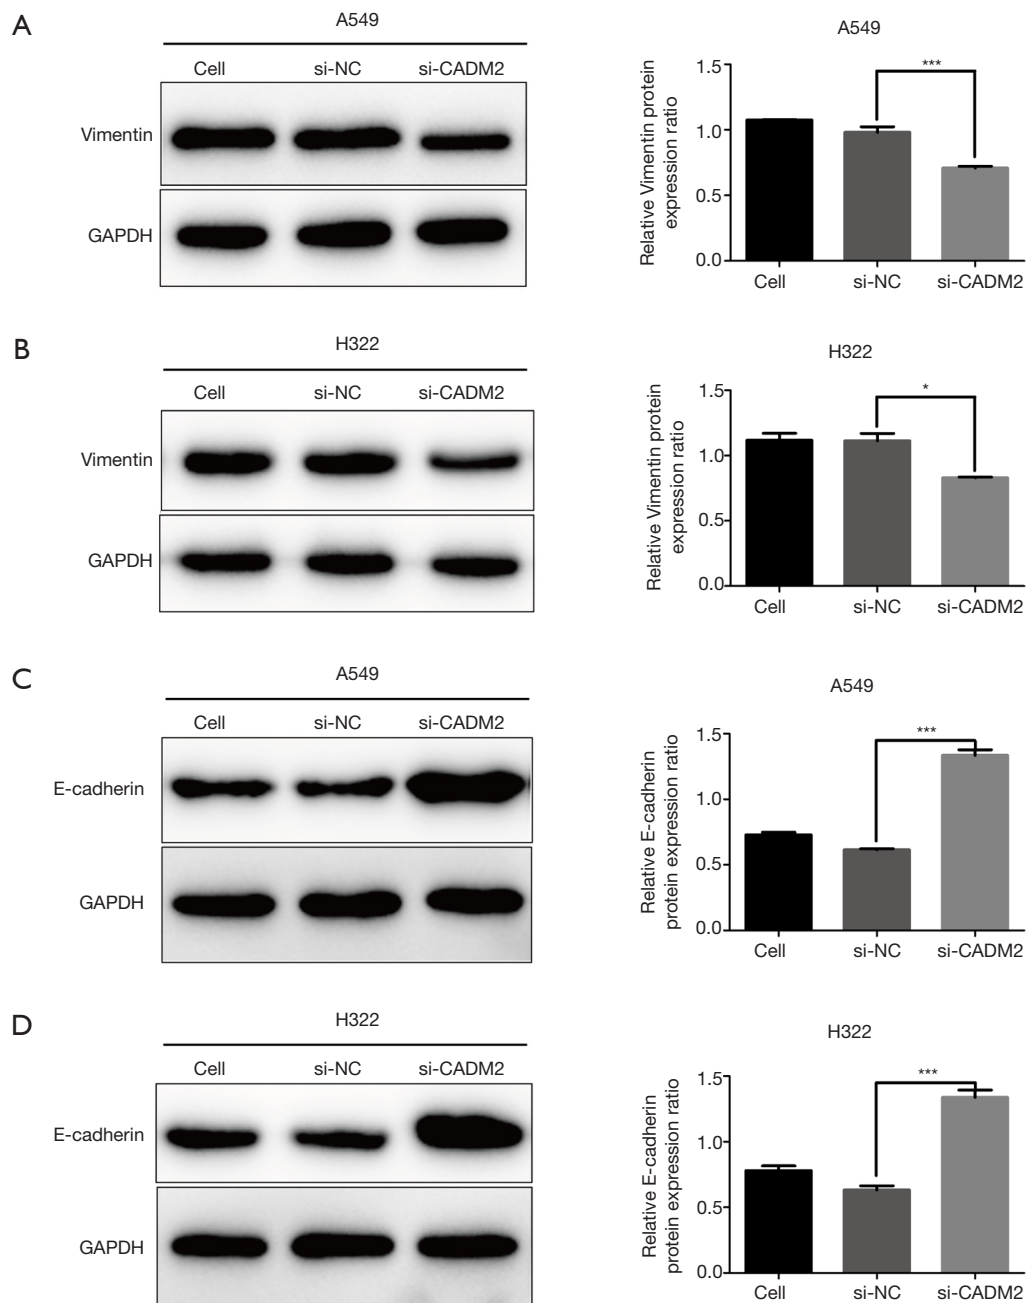 A
A549
Cell si-NC si-CADM2
Vimentin
GAPDH
A549
Relative Vimentin protein
expression ratio
1.5
***
1.0
0.5
0.0
Cell si-NC si-CADM2
B
H322
Cell si-NC si-CADM2
Vimentin
GAPDH
H322
Relative Vimentin protein
expression ratio
1.5
*
1.0
0.5
0.0
Cell si-NC si-CADM2
C
A549
Cell si-NC si-CADM2
E-cadherin
GAPDH
A549
Relative E-cadherin
protein expression ratio
1.5
***
1.0
0.5
0.0
Cell si-NC si-CADM2
D
H322
Cell si-NC si-CADM2
E-cadherin
GAPDH
H322
Relative E-cadherin
protein expression ratio
1.5
***
1.0
0.5
0.0
Cell si-NC si-CADM2